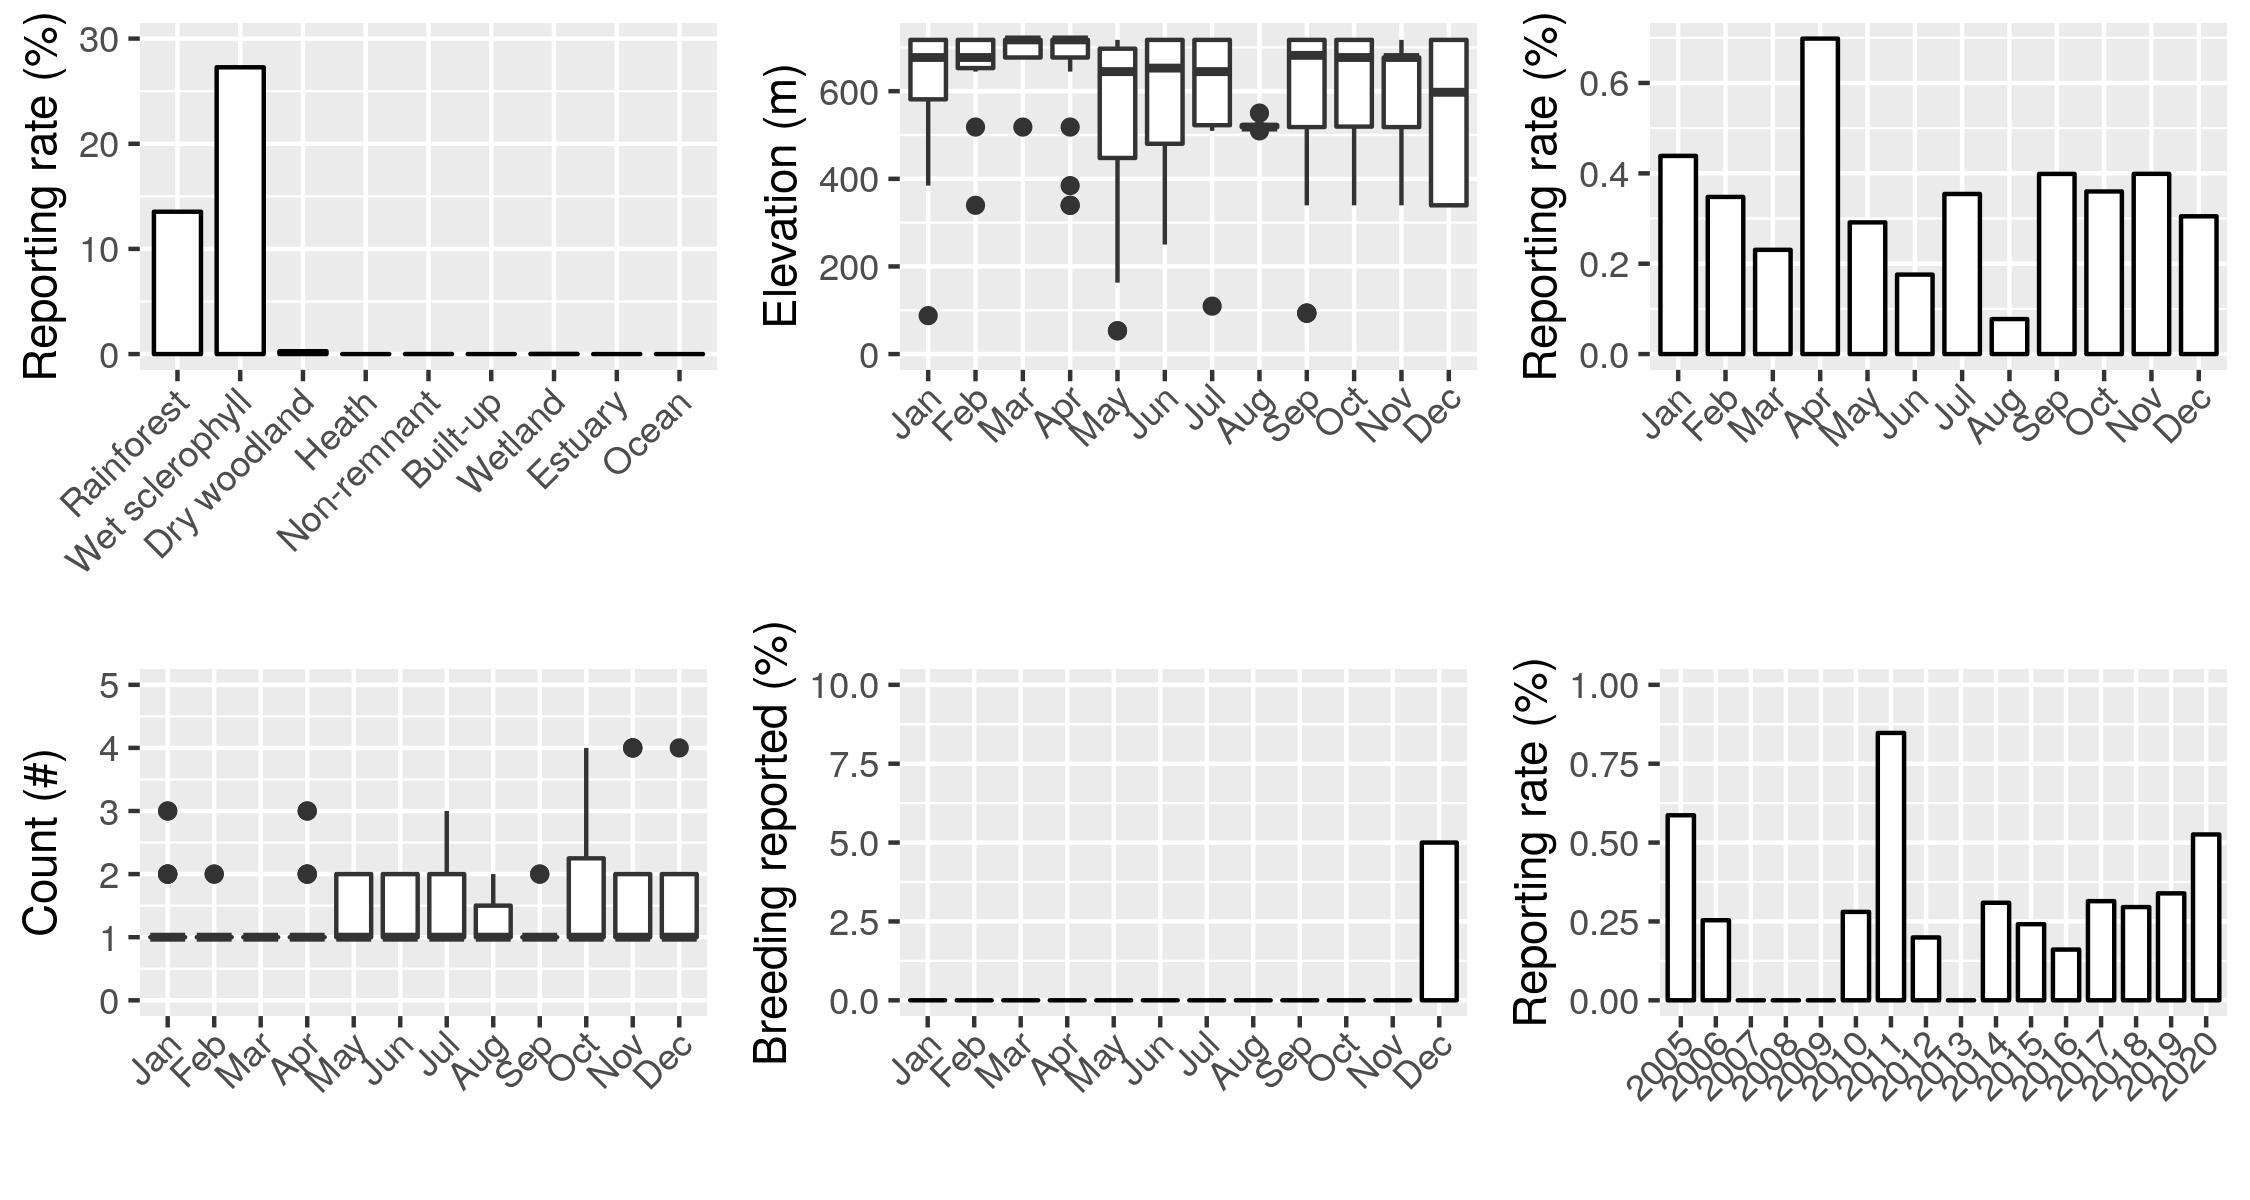 Reporting rate (%)
30
20
10
0
Rainforest
Wet sclerophyll
Dry woodland
Heath
Non-remnant
Built-up
Wetland
Estuary
Ocean
Elevation (m)
600
400
200
0
Jan
Feb
Mar
Apr
May
Jun
Jul
Aug
Sep
Oct
Nov
Dec
Reporting rate (%)
0.6
0.4
0.2
0.0
Jan
Feb
Mar
Apr
May
Jun
Jul
Aug
Sep
Oct
Nov
Dec
Count (#)
5
4
3
2
1
0
Jan
Feb
Mar
Apr
May
Jun
Jul
Aug
Sep
Oct
Nov
Dec
Breeding reported (%)
10.0
7.5
5.0
2.5
0.0
Jan
Feb
Mar
Apr
May
Jun
Jul
Aug
Sep
Oct
Nov
Dec
Reporting rate (%)
1.00
0.75
0.50
0.25
0.00
2005
2006
2007
2008
2009
2010
2011
2012
2013
2014
2015
2016
2017
2018
2019
2020